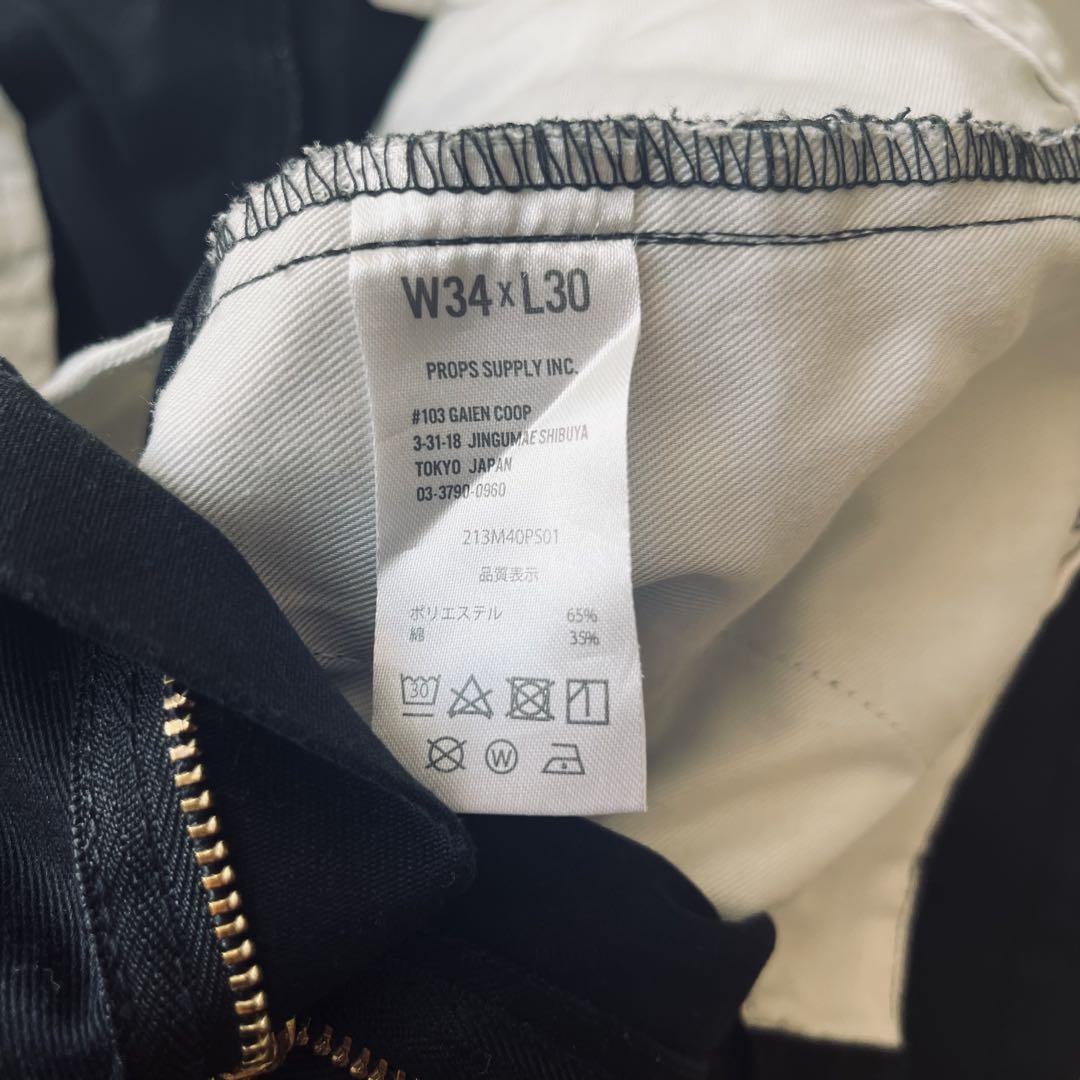 W34 x L30
PROPS SUPPLY INC.
#103 GAIEN COOP
3-31-18 JINGUMAE SHIBUYA
TOKYO JAPAN
03-3790-0960
213M40PS01
品質表示
ポリエステル 65%
綿 35%
30
W